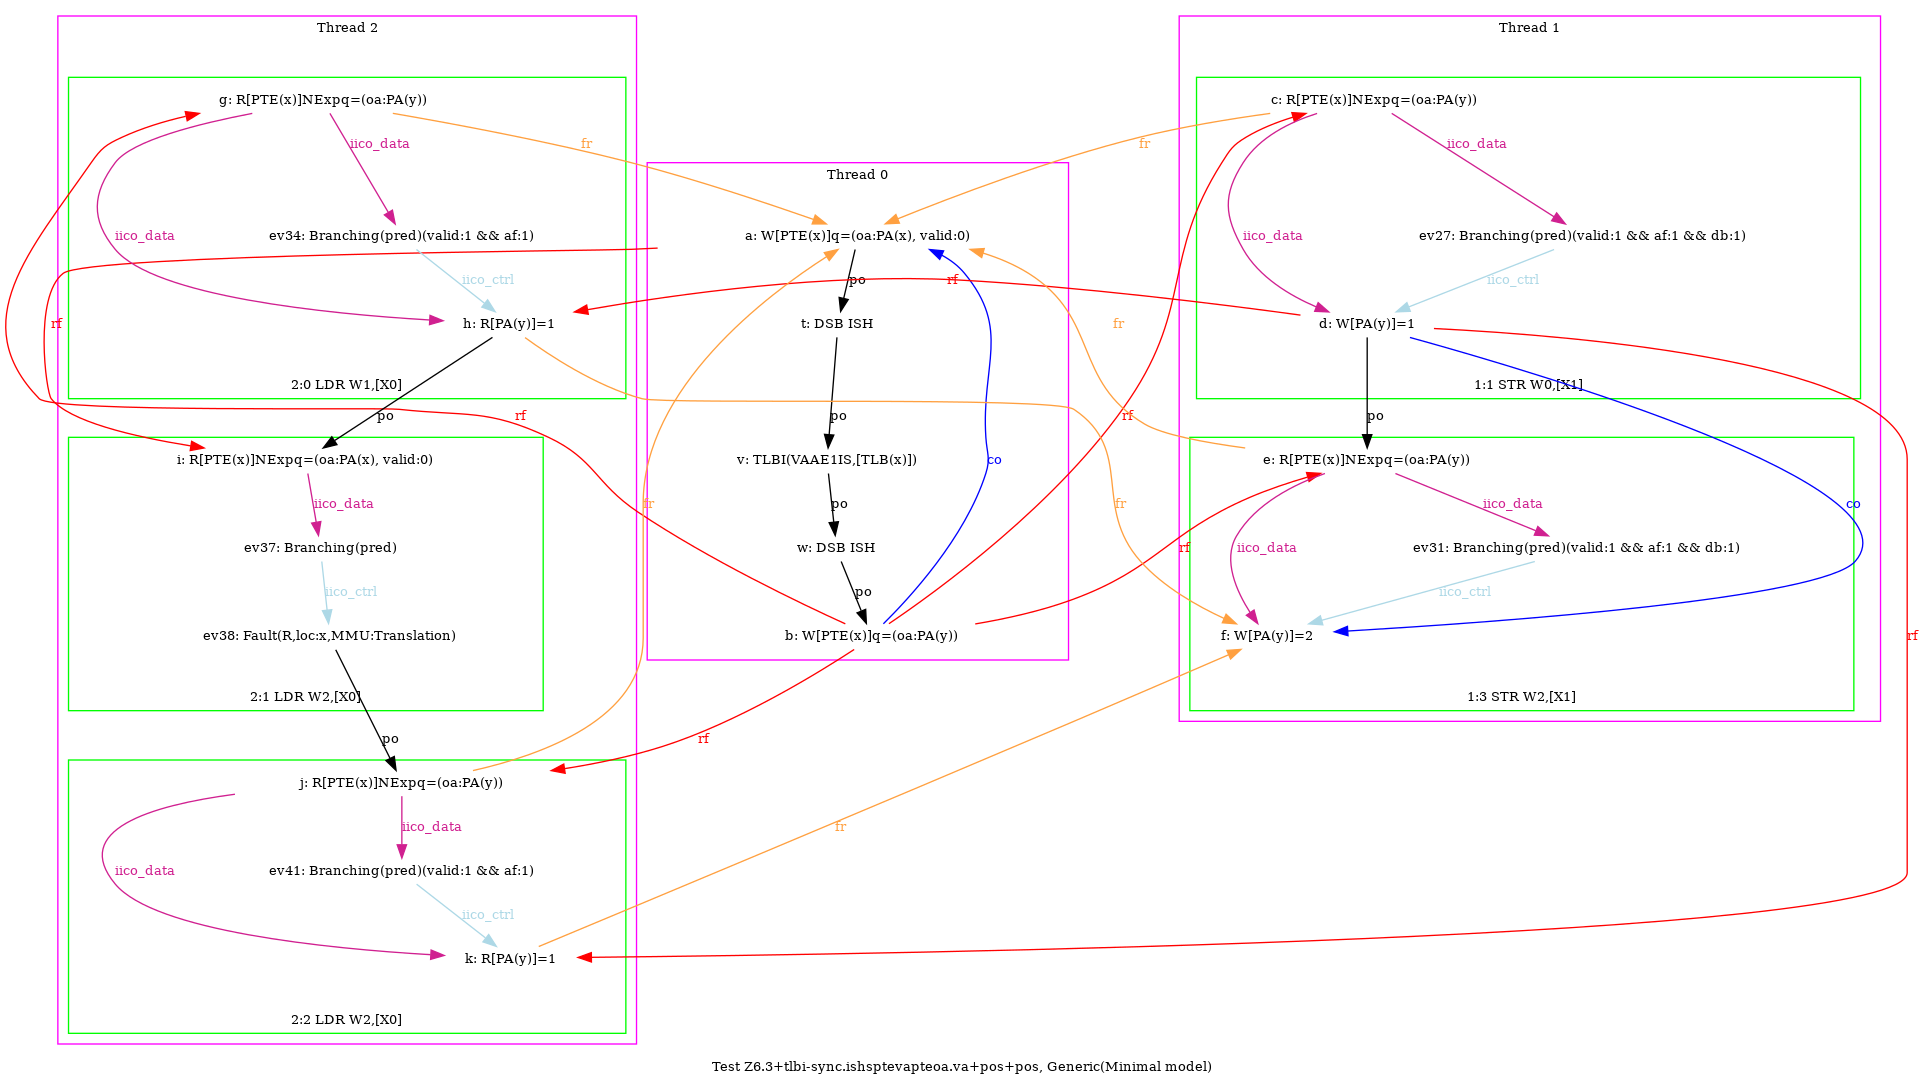 Thread 2
Thread 1
g: R[PTE(x)]NExpq=(oa:PA(y))
c: R[PTE(x)]NExpq=(oa:PA(y))
iico_data
fr
fr
iico_data
Thread 0
iico_data
ev34: Branching(pred)(valid:1 && af:1)
a: W[PTE(x)]q=(oa:PA(x), valid:0)
iico_data
ev27: Branching(pred)(valid:1 && af:1 && db:1)
iico_ctrl
po
rf
iico_ctrl
rf
h: R[PA(y)]=1
t: DSB ISH
fr
d: W[PA(y)]=1
2:0 LDR W1,[X0]
1:1 STR W0,[X1]
po
rf
po
rf
po
i: R[PTE(x)]NExpq=(oa:PA(x), valid:0)
v: TLBI(VAAE1IS,[TLB(x)])
co
e: R[PTE(x)]NExpq=(oa:PA(y))
iico_data
fr
po
fr
iico_data
co
ev37: Branching(pred)
w: DSB ISH
rf
iico_data
ev31: Branching(pred)(valid:1 && af:1 && db:1)
iico_ctrl
po
iico_ctrl
ev38: Fault(R,loc:x,MMU:Translation)
b: W[PTE(x)]q=(oa:PA(y))
f: W[PA(y)]=2
rf
2:1 LDR W2,[X0]
1:3 STR W2,[X1]
po
rf
j: R[PTE(x)]NExpq=(oa:PA(y))
iico_data
fr
iico_data
ev41: Branching(pred)(valid:1 && af:1)
iico_ctrl
k: R[PA(y)]=1
2:2 LDR W2,[X0]
Test Z6.3+tlbi-sync.ishsptevapteoa.va+pos+pos, Generic(Minimal model)